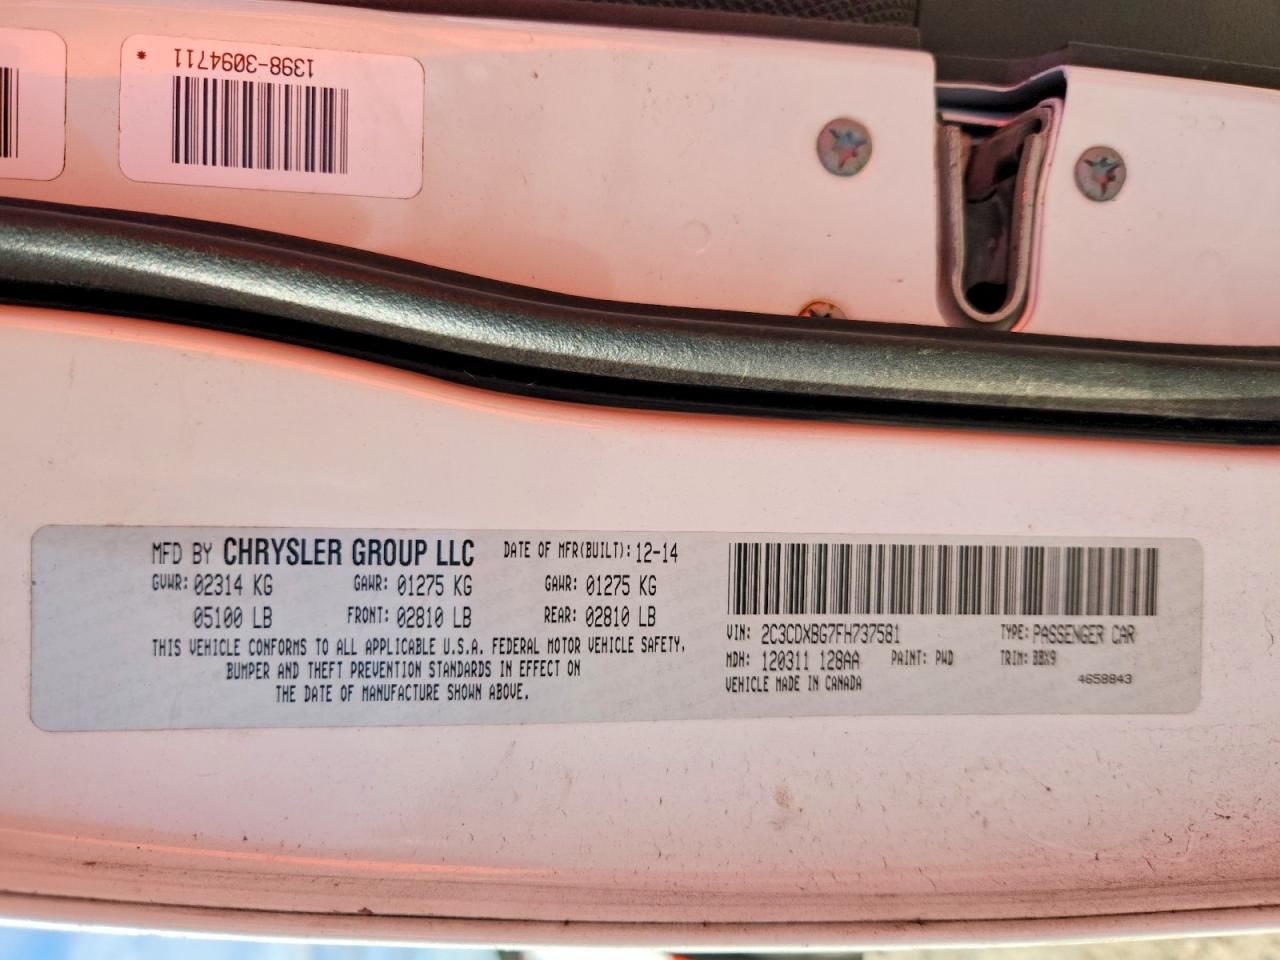 1398-3094711 *
MFD BY CHRYSLER GROUP LLC DATE OF MFR(BUILT): 12-14
GVWR: 02314 KG GAWR: 01275 KG GAWR: 01275 KG
05100 LB FRONT: 02810 LB REAR: 02810 LB
THIS VEHICLE CONFORMS TO ALL APPLICABLE U.S.A. FEDERAL MOTOR VEHICLE SAFETY,
BUMPER AND THEFT PREVENTION STANDARDS IN EFFECT ON
THE DATE OF MANUFACTURE SHOWN ABOVE.
VIN: 2C3CDXBG7FH737581 TYPE: PASSENGER CAR
MDH: 120311 128AA PAINT: PWD TRIM: BBX9
VEHICLE MADE IN CANADA 4658843